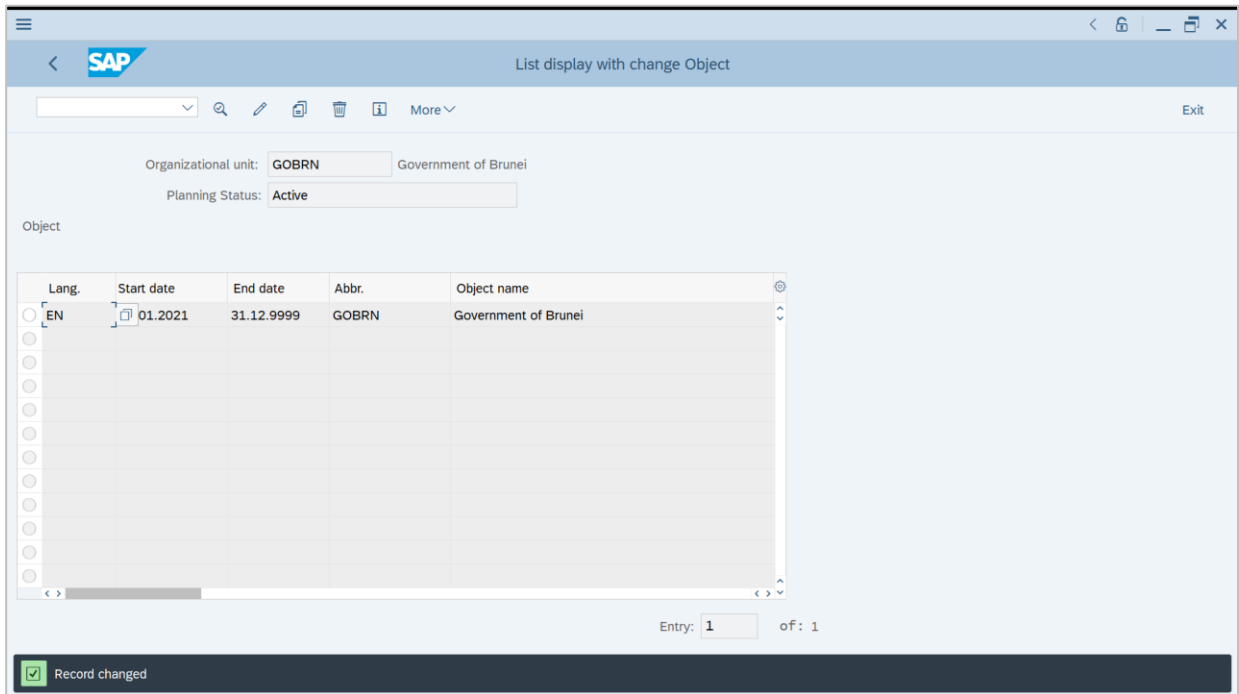 SAP
List display with change Object
More
Exit
Organizational unit: GOBRN Government of Brunei
Planning Status: Active
Object
Lang. Start date End date Abbr. Object name
EN 01.2021 31.12.9999 GOBRN Government of Brunei
Entry: 1 of: 1
Record changed